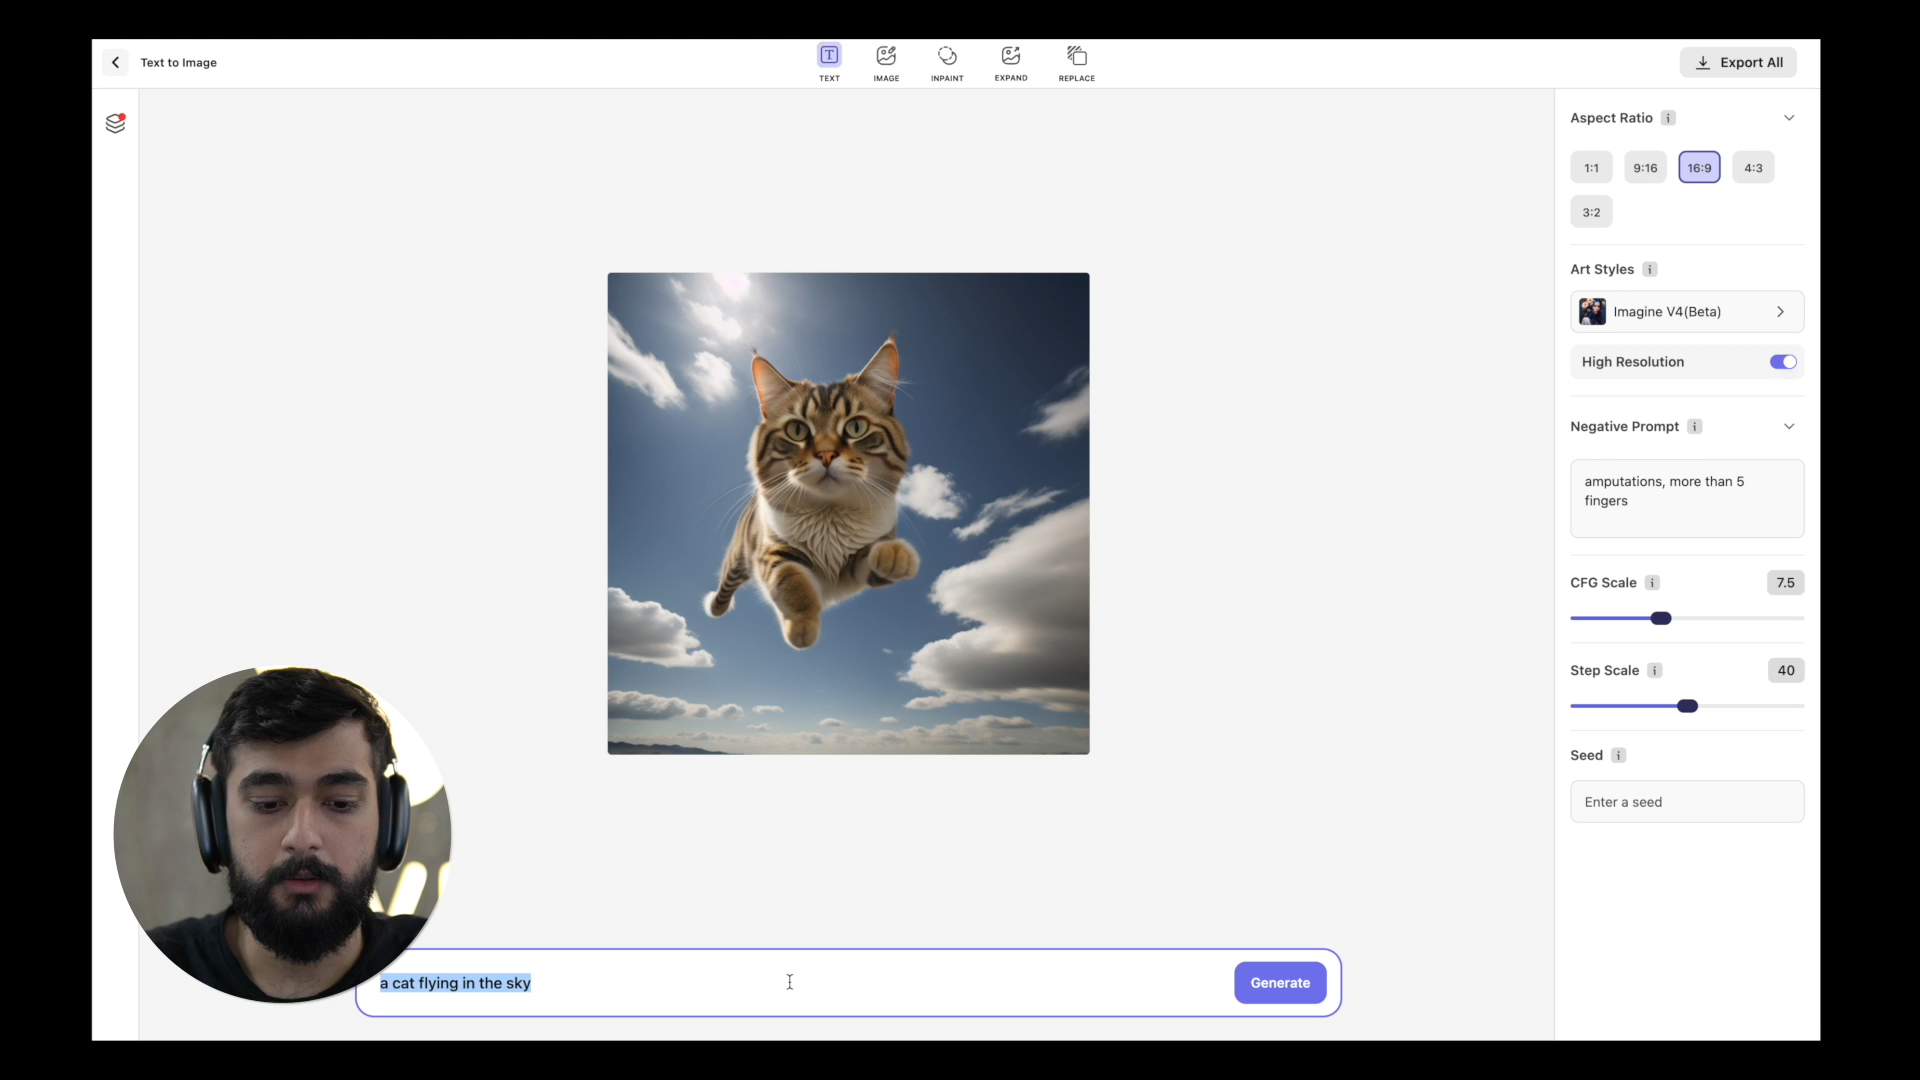 Text to Image
T
TEXT
IMAGE
INPAINT
EXPAND
REPLACE
Export All
Aspect Ratio i
1:1 9:16 16:9 4:3
3:2
Art Styles i
Imagine V4(Beta)
High Resolution
Negative Prompt i
amputations, more than 5
fingers
CFG Scale i 7.5
Step Scale i 40
Seed i
Enter a seed
a cat flying in the sky
Generate